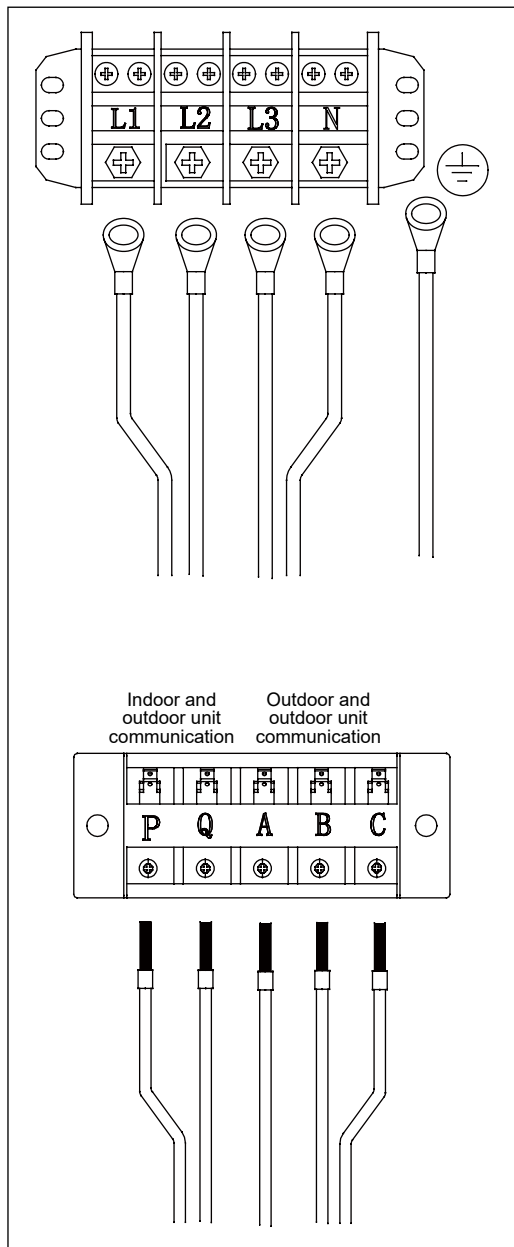 L1 L2 L3 N
Indoor and
outdoor unit
communication
Outdoor and
outdoor unit
communication
P Q A B C